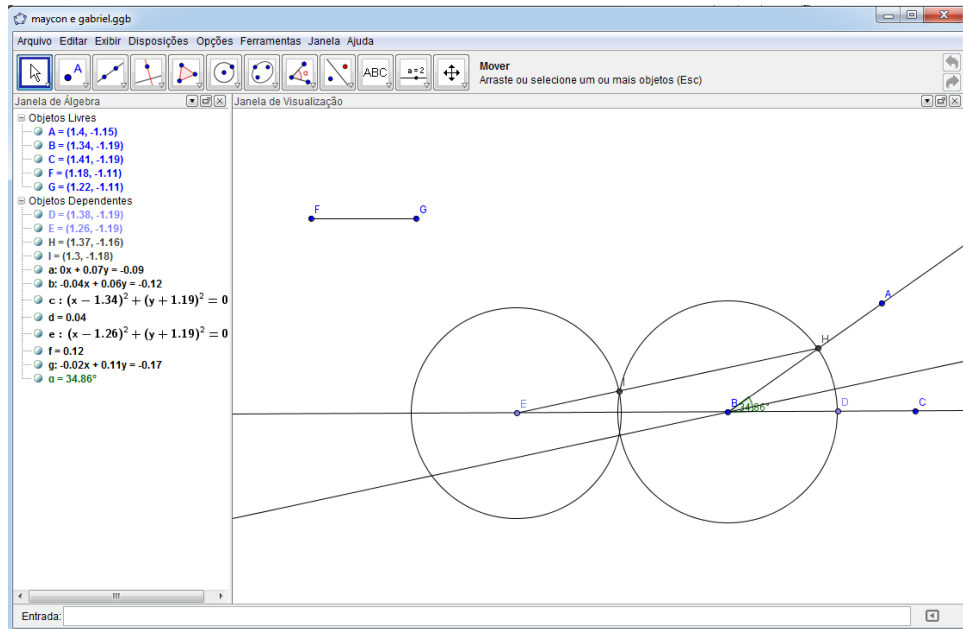 maycon e gabriel.ggb
Arquivo Editar Exibir Disposições Opções Ferramentas Janela Ajuda
A ABC a=2 Mover
Arraste ou selecione um ou mais objetos (Esc)
Janela de Álgebra Janela de Visualização
Objetos Livres
A = (1.4, -1.15)
B = (1.34, -1.19)
C = (1.41, -1.19)
F = (1.18, -1.11)
G = (1.22, -1.11)
Objetos Dependentes
D = (1.38, -1.19)
E = (1.26, -1.19)
H = (1.37, -1.16)
I = (1.3, -1.18)
a: 0x + 0.07y = -0.09
b: -0.04x + 0.06y = -0.12
c : (x − 1.34)² + (y + 1.19)² = 0
d = 0.04
e : (x − 1.26)² + (y + 1.19)² = 0
f = 0.12
g: -0.02x + 0.11y = -0.17
α = 34.86°
F G
A
H
I
E B 34.86° D C
Entrada: